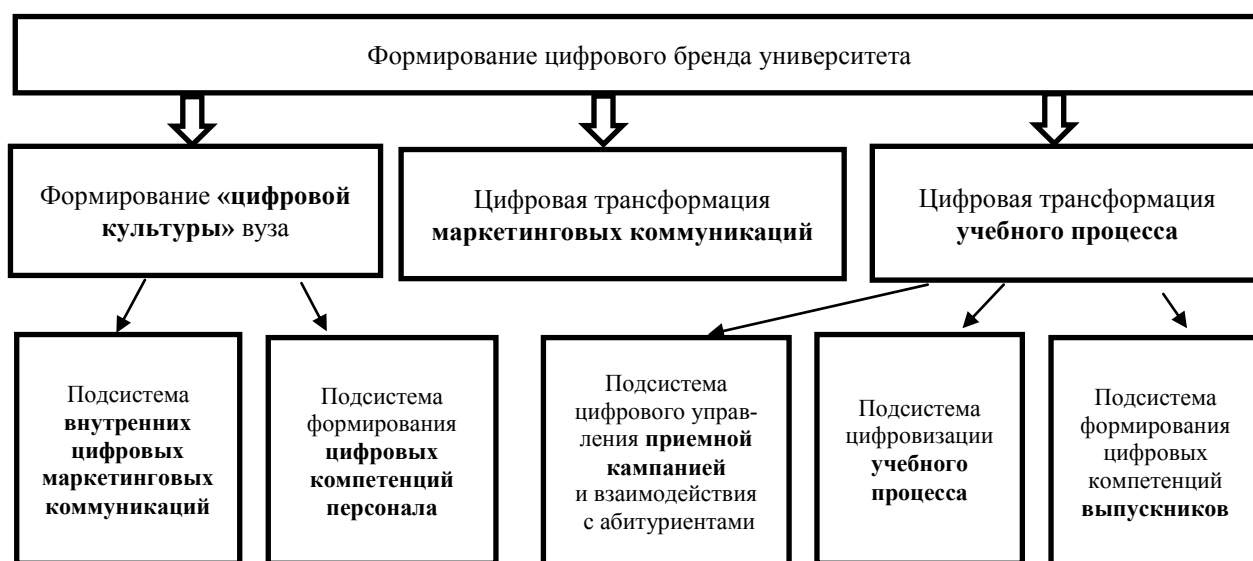 Формирование цифрового бренда университета
Формирование «цифровой
культуры» вуза
Цифровая трансформация
маркетинговых коммуникаций
Цифровая трансформация
учебного процесса
Подсистема
внутренних
цифровых
маркетинговых
коммуникаций
Подсистема
формирования
цифровых
компетенций
персонала
Подсистема
цифрового управ-
ления приемной
кампанией
и взаимодействия
с абитуриентами
Подсистема
цифровизации
учебного
процесса
Подсистема
формирования
цифровых
компетенций
выпускников